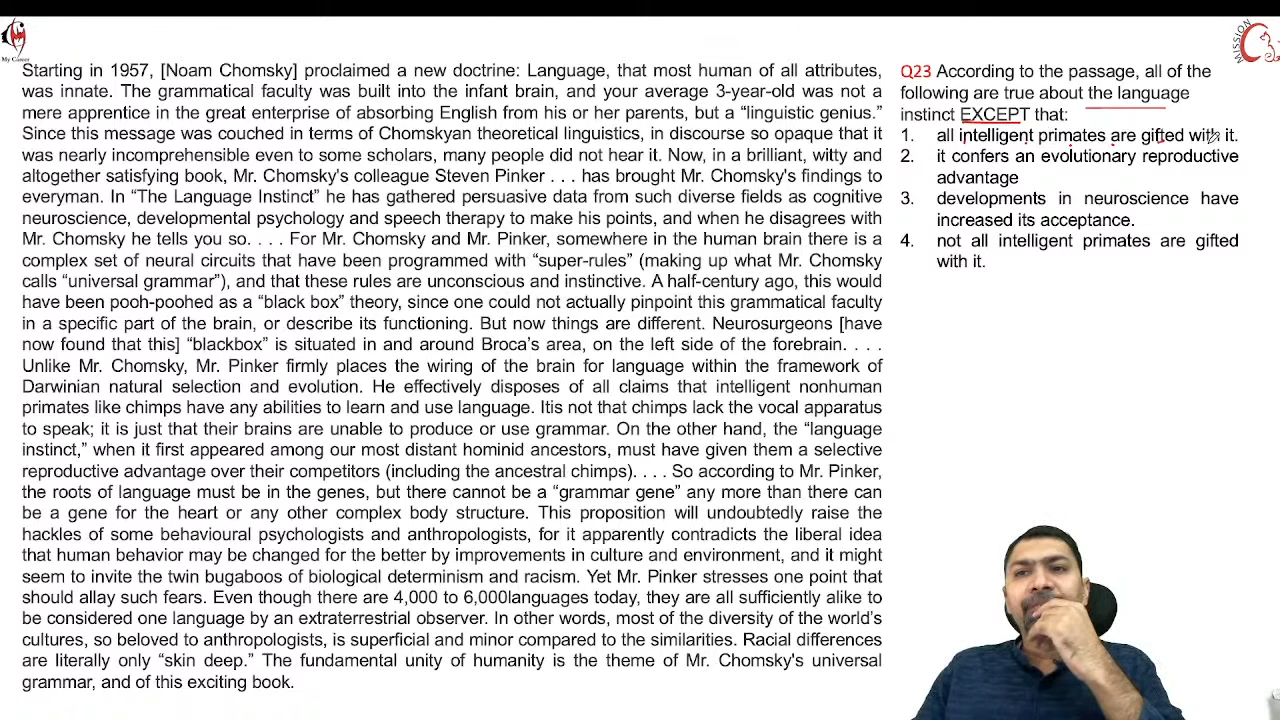 My Career
MISSION
Starting in 1957, [Noam Chomsky] proclaimed a new doctrine: Language, that most human of all attributes,
was innate. The grammatical faculty was built into the infant brain, and your average 3-year-old was not a
mere apprentice in the great enterprise of absorbing English from his or her parents, but a “linguistic genius.”
Since this message was couched in terms of Chomskyan theoretical linguistics, in discourse so opaque that it
was nearly incomprehensible even to some scholars, many people did not hear it. Now, in a brilliant, witty and
altogether satisfying book, Mr. Chomsky's colleague Steven Pinker . . . has brought Mr. Chomsky's findings to
everyman. In “The Language Instinct” he has gathered persuasive data from such diverse fields as cognitive
neuroscience, developmental psychology and speech therapy to make his points, and when he disagrees with
Mr. Chomsky he tells you so. . . . For Mr. Chomsky and Mr. Pinker, somewhere in the human brain there is a
complex set of neural circuits that have been programmed with “super-rules” (making up what Mr. Chomsky
calls “universal grammar”), and that these rules are unconscious and instinctive. A half-century ago, this would
have been pooh-poohed as a “black box” theory, since one could not actually pinpoint this grammatical faculty
in a specific part of the brain, or describe its functioning. But now things are different. Neurosurgeons [have
now found that this] “blackbox” is situated in and around Broca’s area, on the left side of the forebrain. . . .
Unlike Mr. Chomsky, Mr. Pinker firmly places the wiring of the brain for language within the framework of
Darwinian natural selection and evolution. He effectively disposes of all claims that intelligent nonhuman
primates like chimps have any abilities to learn and use language. Itis not that chimps lack the vocal apparatus
to speak; it is just that their brains are unable to produce or use grammar. On the other hand, the “language
instinct,” when it first appeared among our most distant hominid ancestors, must have given them a selective
reproductive advantage over their competitors (including the ancestral chimps). . . . So according to Mr. Pinker,
the roots of language must be in the genes, but there cannot be a “grammar gene” any more than there can
be a gene for the heart or any other complex body structure. This proposition will undoubtedly raise the
hackles of some behavioural psychologists and anthropologists, for it apparently contradicts the liberal idea
that human behavior may be changed for the better by improvements in culture and environment, and it might
seem to invite the twin bugaboos of biological determinism and racism. Yet Mr. Pinker stresses one point that
should allay such fears. Even though there are 4,000 to 6,000languages today, they are all sufficiently alike to
be considered one language by an extraterrestrial observer. In other words, most of the diversity of the world’s
cultures, so beloved to anthropologists, is superficial and minor compared to the similarities. Racial differences
are literally only “skin deep.” The fundamental unity of humanity is the theme of Mr. Chomsky's universal
grammar, and of this exciting book.
Q23 According to the passage, all of the
following are true about the language
instinct EXCEPT that:
1. all intelligent primates are gifted with it.
2. it confers an evolutionary reproductive
advantage
3. developments in neuroscience have
increased its acceptance.
4. not all intelligent primates are gifted
with it.